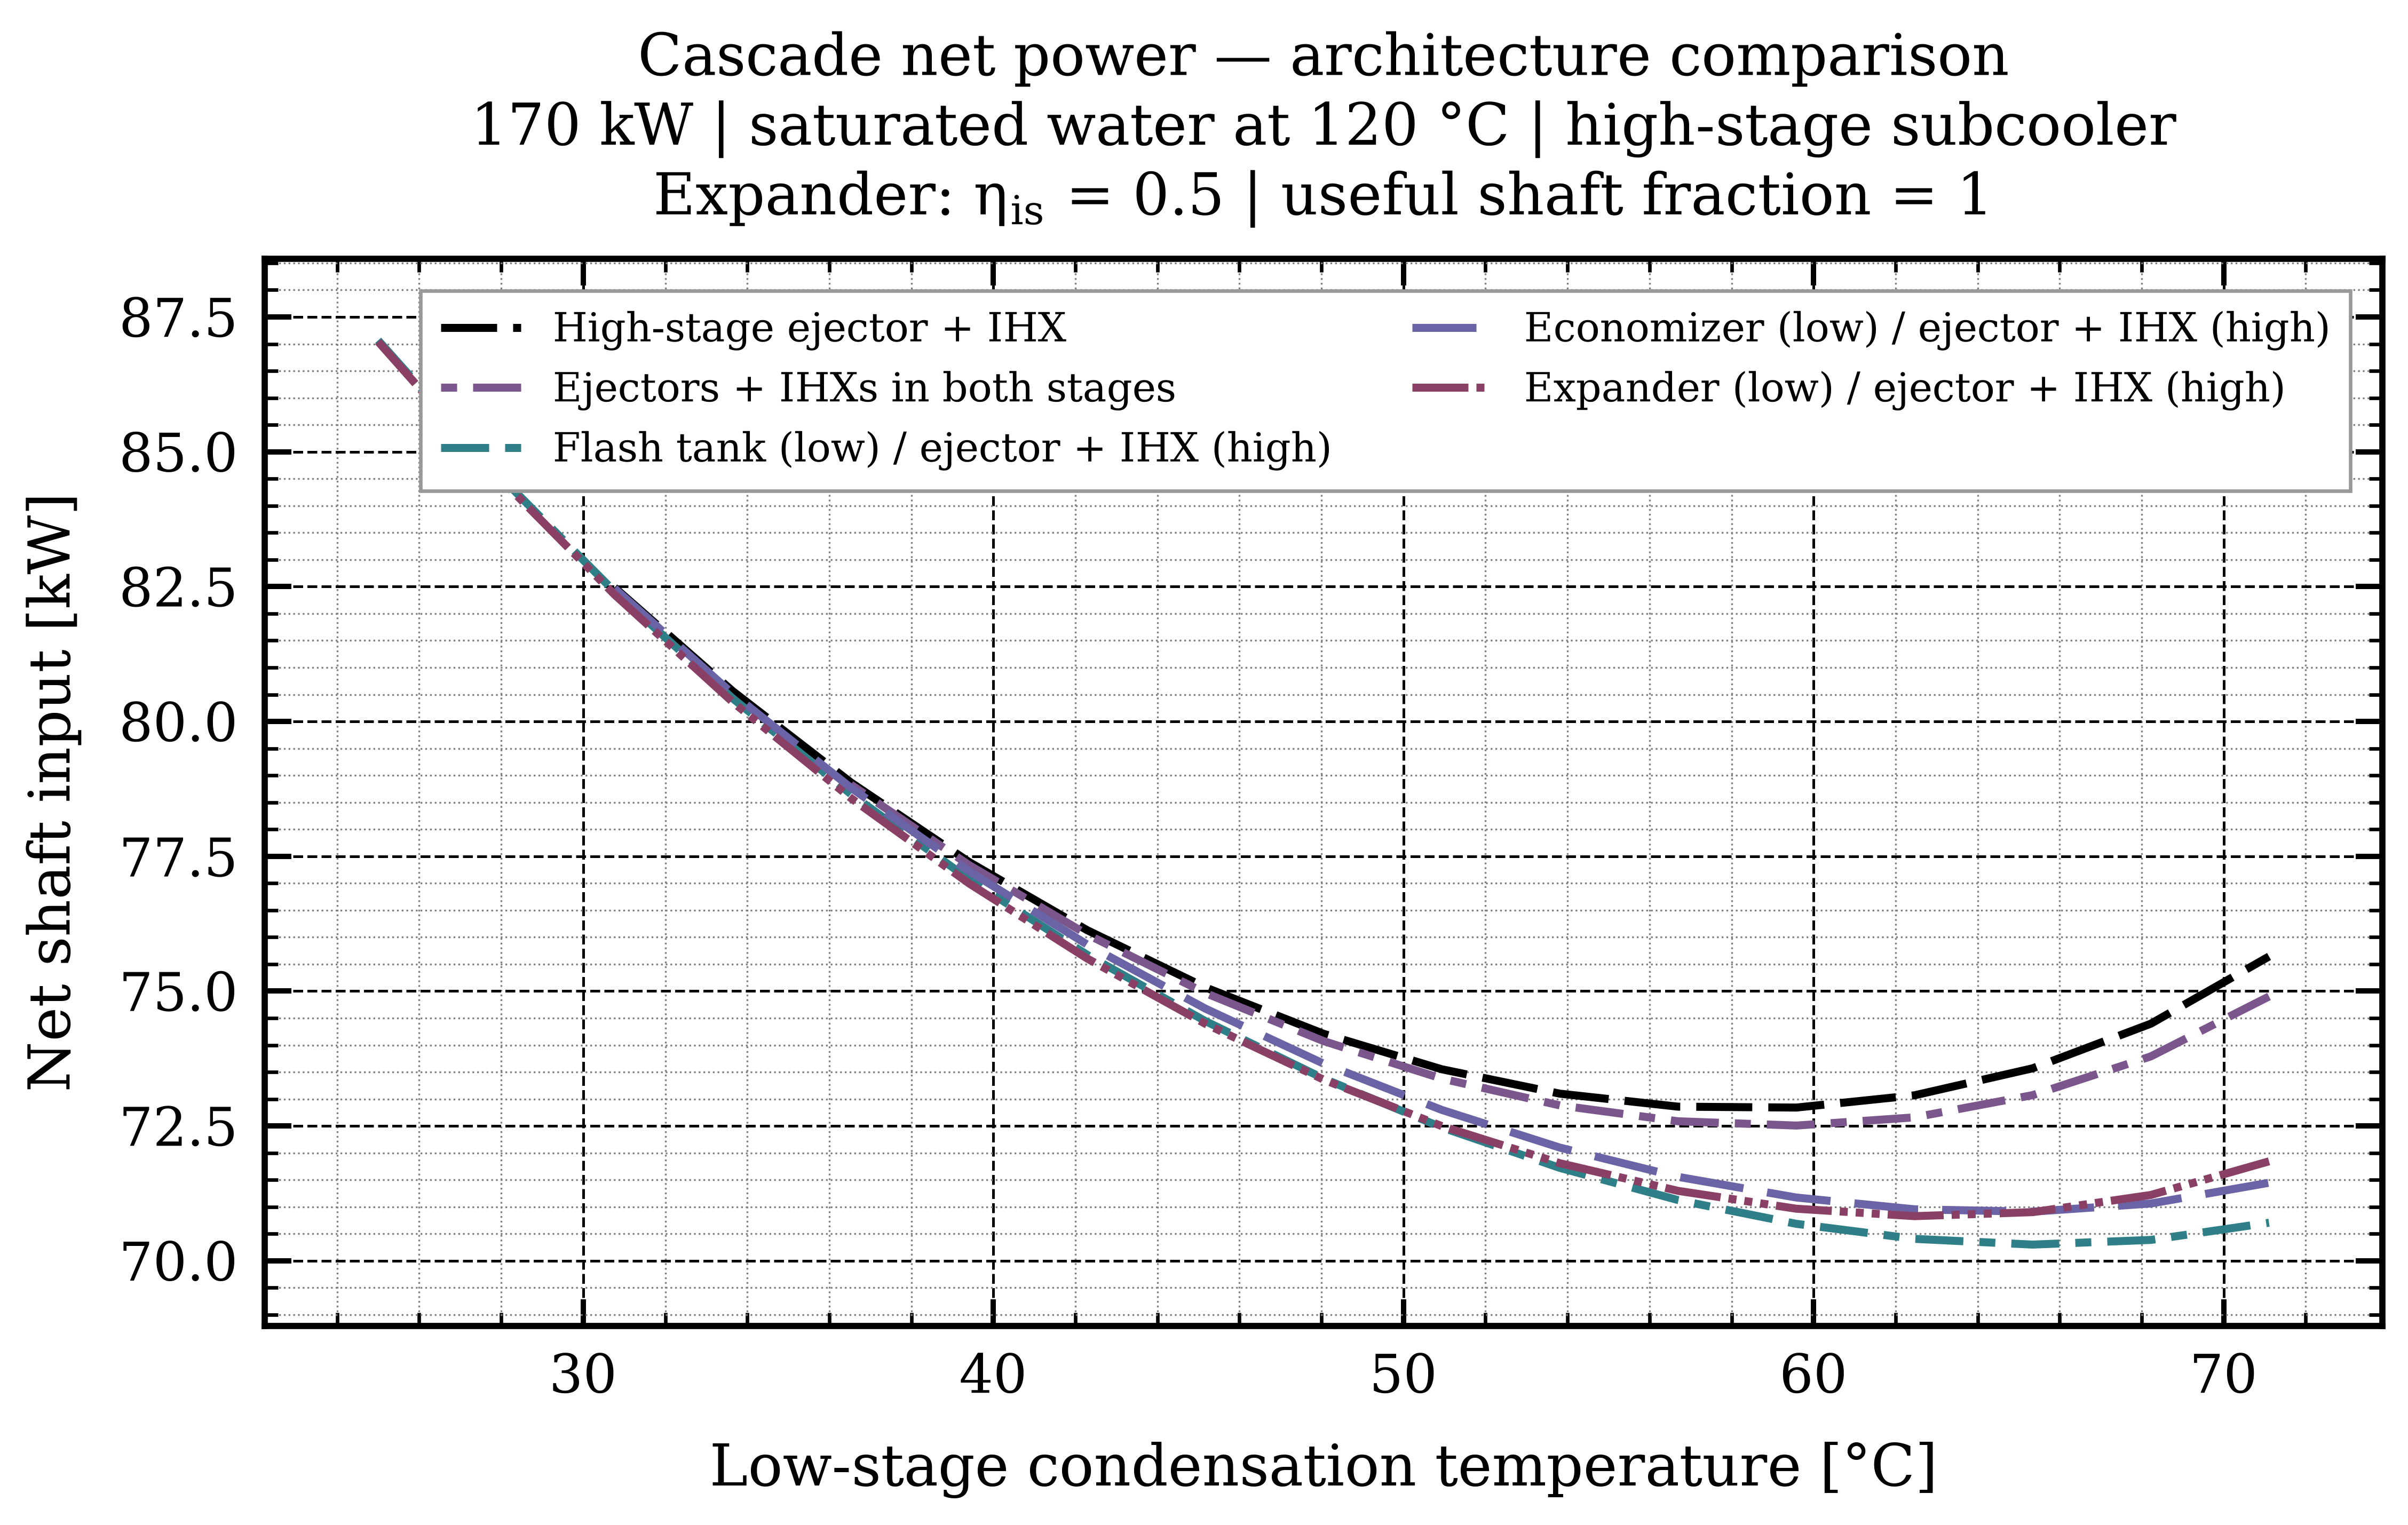 Cascade net power — architecture comparison
170 kW | saturated water at 120 °C | high-stage subcooler
Expander: ηis = 0.5 | useful shaft fraction = 1
High-stage ejector + IHX
Ejectors + IHXs in both stages
Flash tank (low) / ejector + IHX (high)
Economizer (low) / ejector + IHX (high)
Expander (low) / ejector + IHX (high)
Net shaft input [kW]
87.5
85.0
82.5
80.0
77.5
75.0
72.5
70.0
30 40 50 60 70
Low-stage condensation temperature [°C]